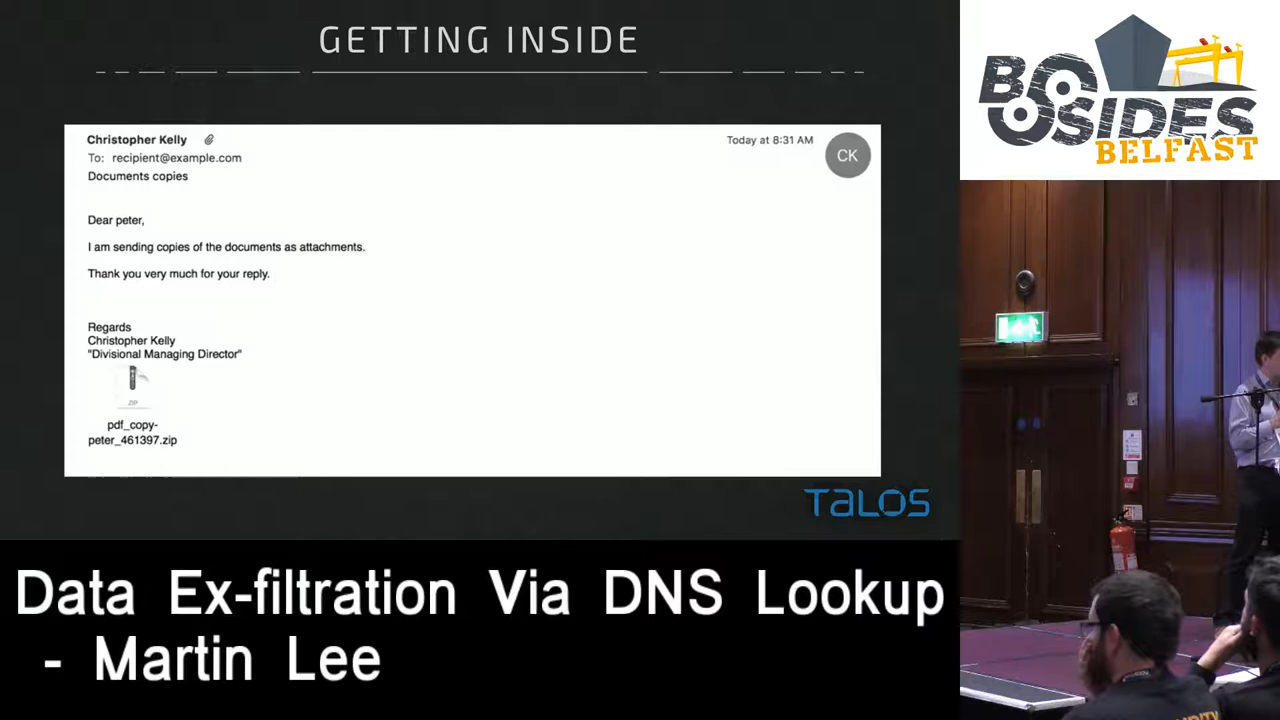 GETTING INSIDE
Christopher Kelly
Today at 8:31 AM
CK
To: recipient@example.com
Documents copies
Dear peter,
I am sending copies of the documents as attachments.
Thank you very much for your reply.
Regards
Christopher Kelly
"Divisional Managing Director"
ZIP
pdf_copy-
peter_461397.zip
TALOS
BSIDES
BELFAST
Data Ex-filtration Via DNS Lookup
- Martin Lee